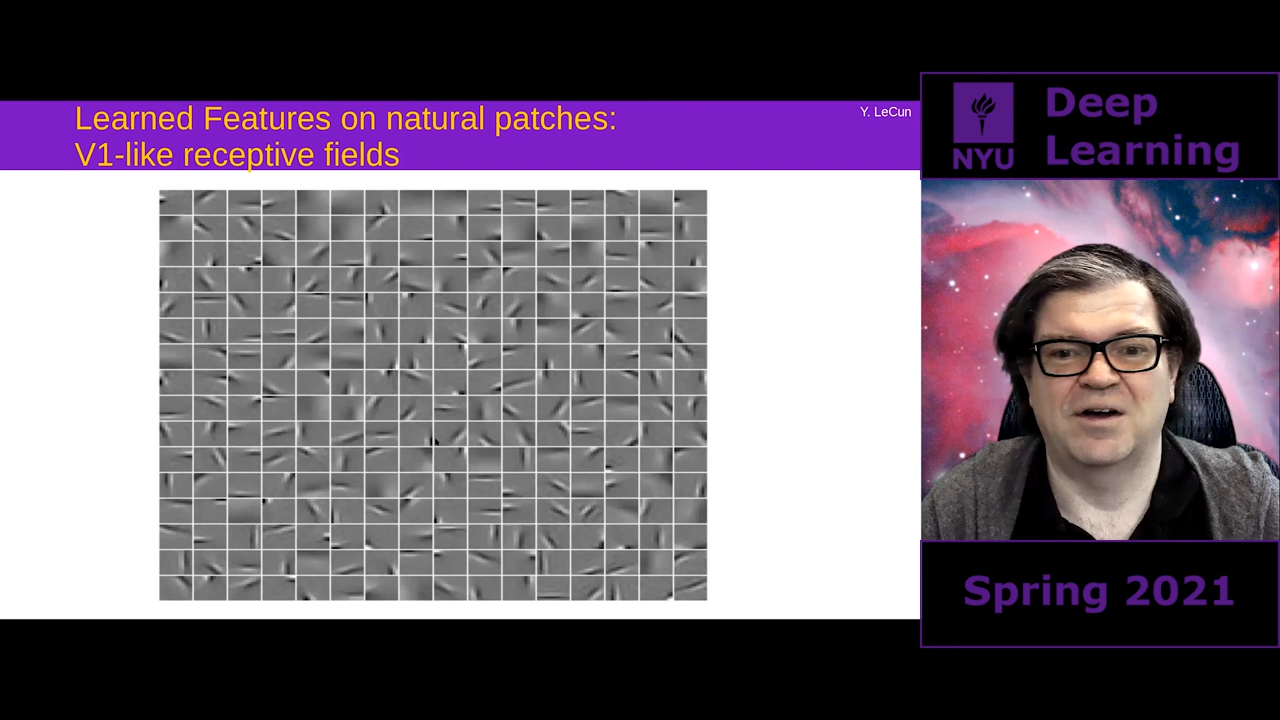 Learned Features on natural patches:
V1-like receptive fields
Y. LeCun
NYU
Deep
Learning
Spring 2021